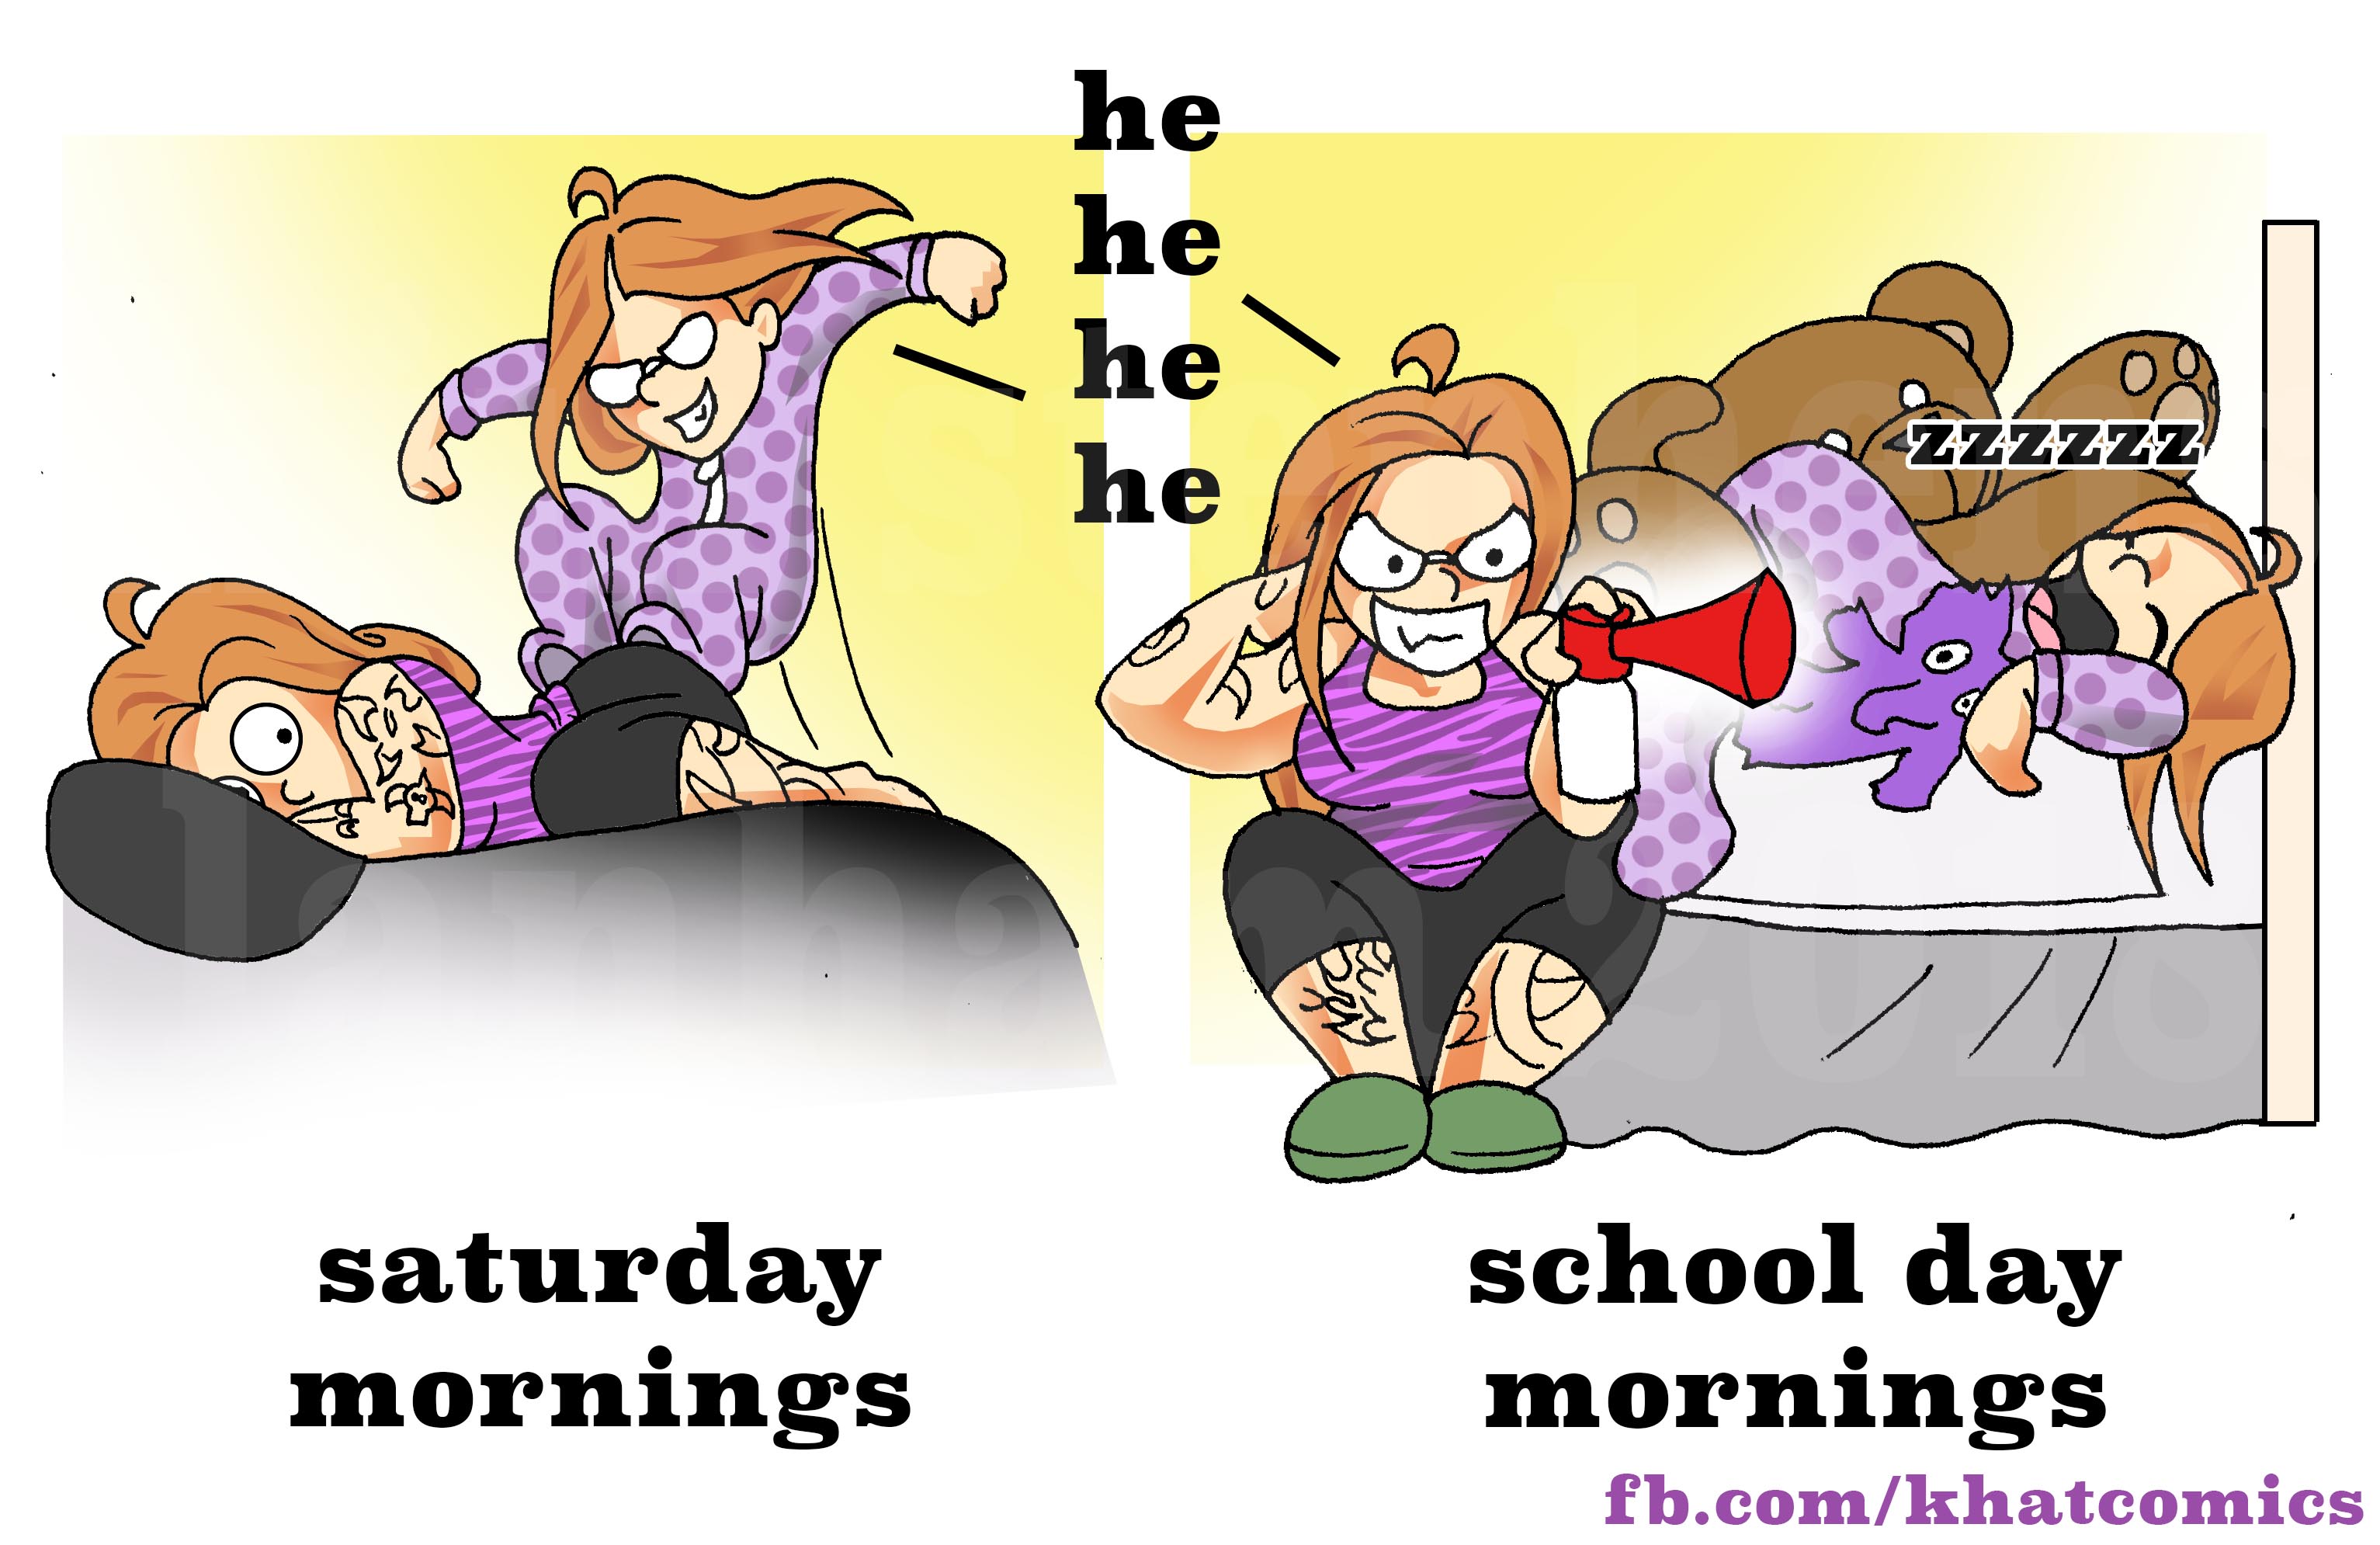 he
he
he
he
zzzzzz
saturday
mornings
school day
mornings
fb.com/khatcomics